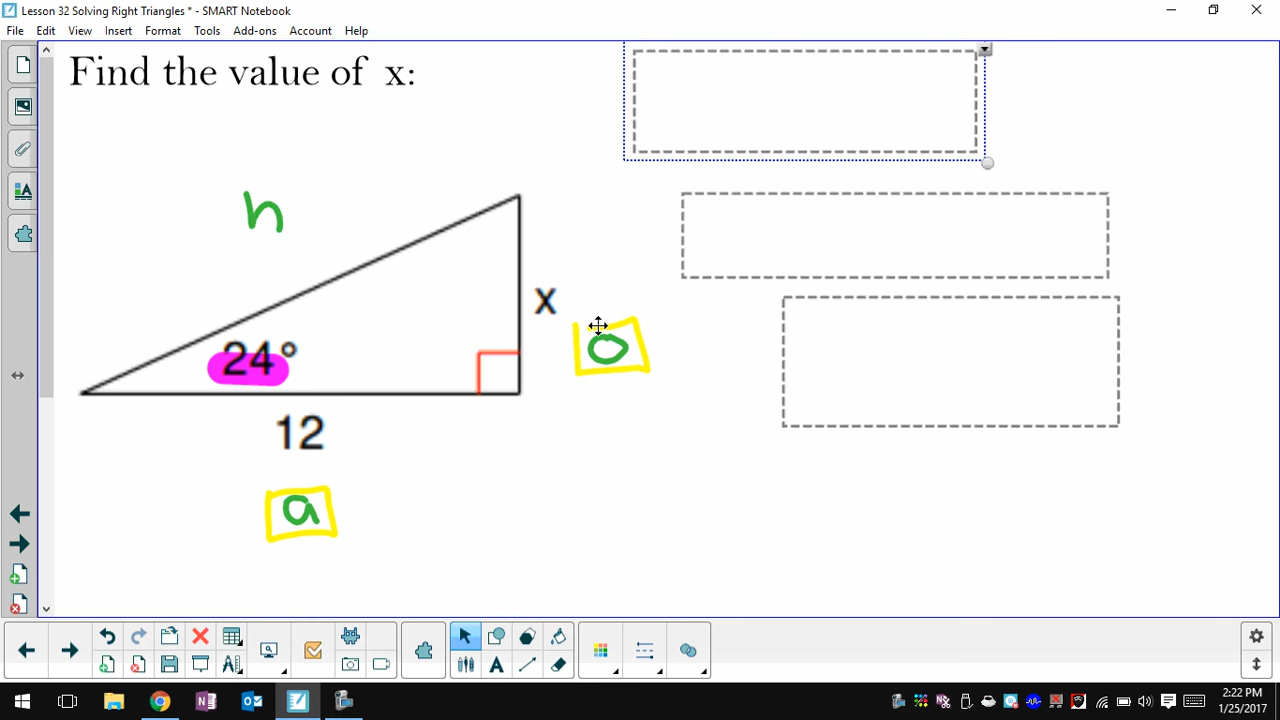 Lesson 32 Solving Right Triangles * - SMART Notebook
File Edit View Insert Format Tools Add-ons Account Help
Find the value of x:
h
x
24°
o
12
a
2:22 PM
1/25/2017